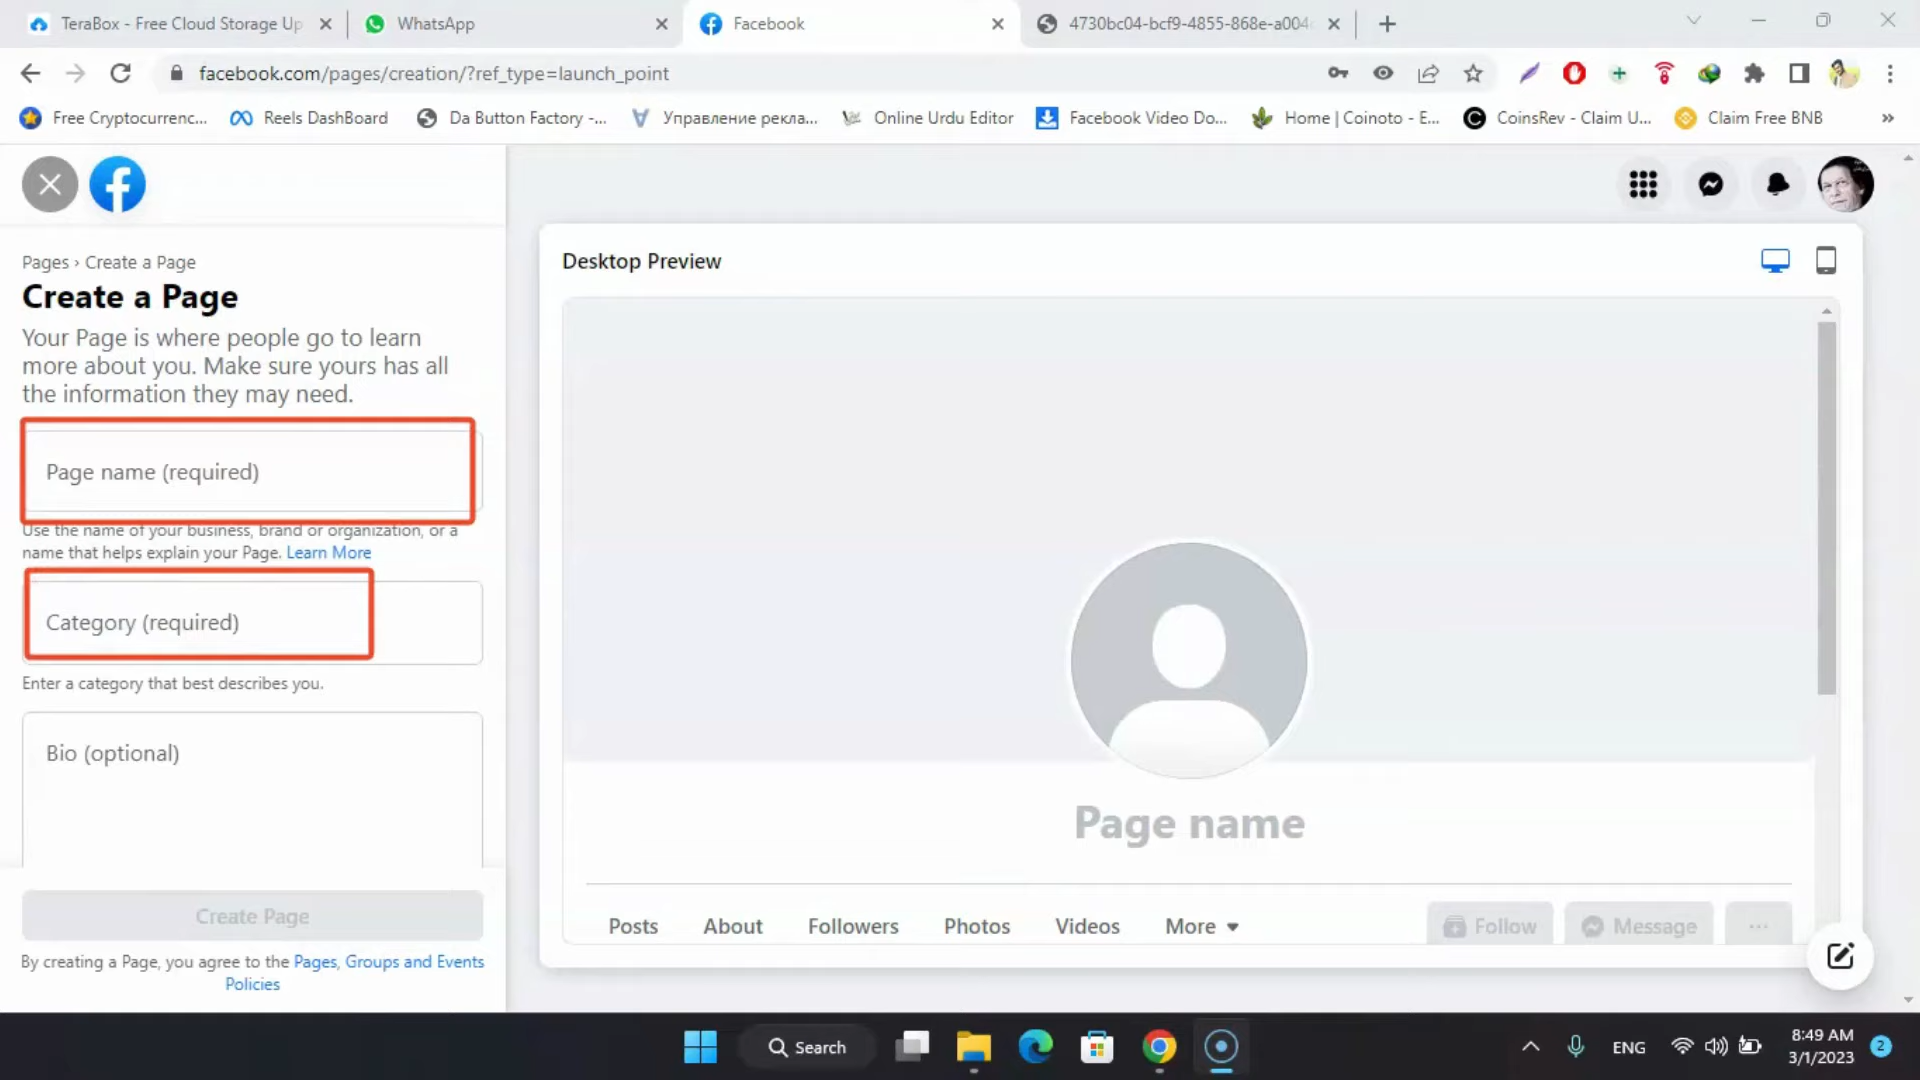 TeraBox - Free Cloud Storage Up
WhatsApp
Facebook
4730bc04-bcf9-4855-868e-a004
facebook.com/pages/creation/?ref_type=launch_point
Free Cryptocurrenc...
Reels DashBoard
Da Button Factory -...
Управление рекла...
Online Urdu Editor
Facebook Video Do...
Home | Coinoto - E...
CoinsRev - Claim U...
Claim Free BNB
»
Pages › Create a Page
Create a Page
Your Page is where people go to learn
more about you. Make sure yours has all
the information they may need.
Page name (required)
Use the name of your business, brand or organization, or a
name that helps explain your Page. Learn More
Category (required)
Enter a category that best describes you.
Bio (optional)
Create Page
By creating a Page, you agree to the Pages, Groups and Events
Policies
Desktop Preview
Page name
Posts
About
Followers
Photos
Videos
More
Follow
Message
...
Search
ENG
8:49 AM
3/1/2023
2